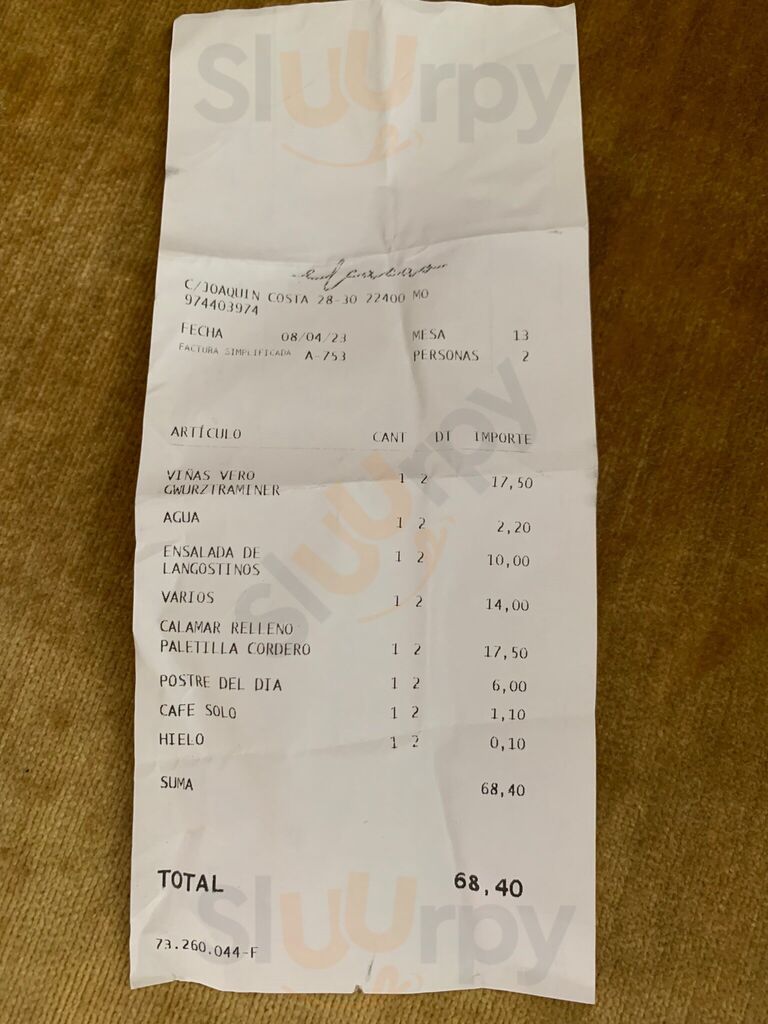 Sluurpy
C/JOAQUIN COSTA 28-30 22400 MO
974403974
FECHA 08/04/23 MESA 13
FACTURA SIMPLIFICADA A-753 PERSONAS 2
ARTÍCULO CANT DT IMPORTE
VIÑAS VERO 1 2 17,50
GWURZTRAMINER
AGUA 1 2 2,20
ENSALADA DE 1 2 10,00
LANGOSTINOS
VARIOS 1 2 14,00
CALAMAR RELLENO
PALETILLA CORDERO 1 2 17,50
POSTRE DEL DIA 1 2 6,00
CAFE SOLO 1 2 1,10
HIELO 1 2 0,10
SUMA 68,40
TOTAL 68,40
73.260.044-F
Sluurpy
Sluurpy